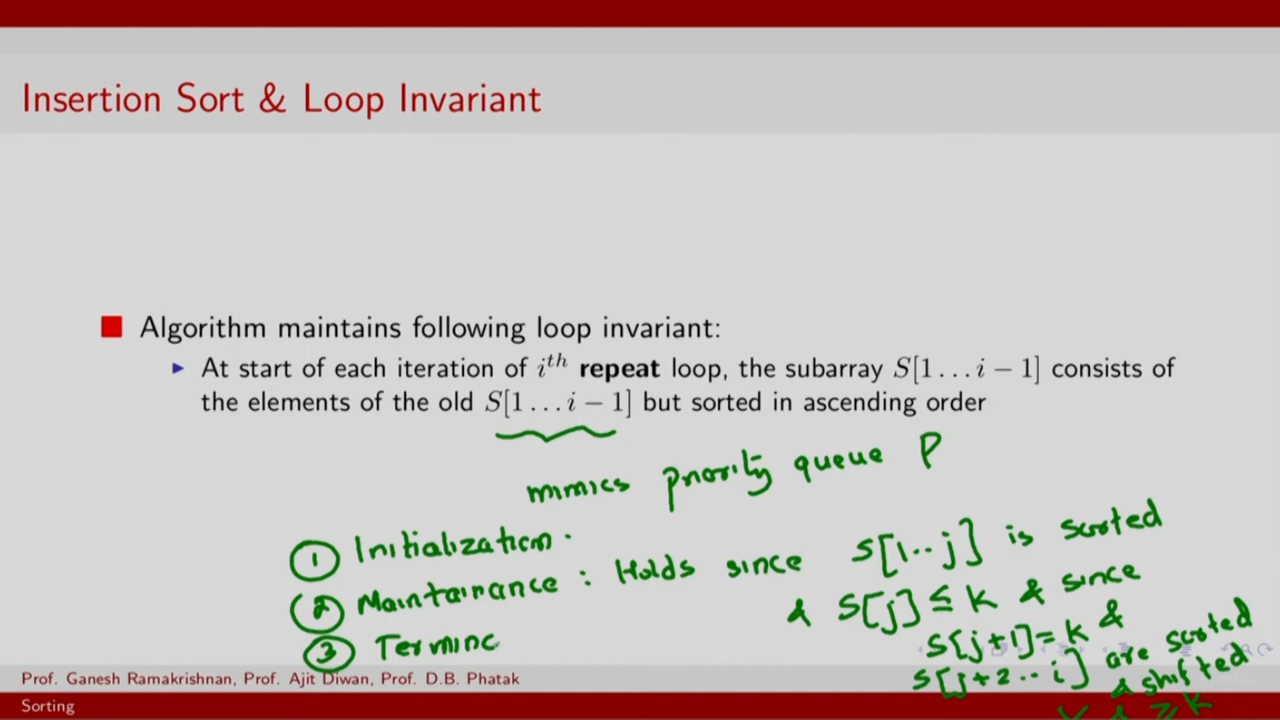 Insertion Sort & Loop Invariant
■ Algorithm maintains following loop invariant:
▶ At start of each iteration of i^th repeat loop, the subarray S[1...i − 1] consists of
the elements of the old S[1...i − 1] but sorted in ascending order
mimics priority queue P
① Initialization.
② Maintainance : Holds since S[1..j] is sorted
& S[j] ≤ k & since
S[j+1]=k &
③ Terminc
S[j+2..i] are sorted
& shifted
≥ k
Prof. Ganesh Ramakrishnan, Prof. Ajit Diwan, Prof. D.B. Phatak
Sorting